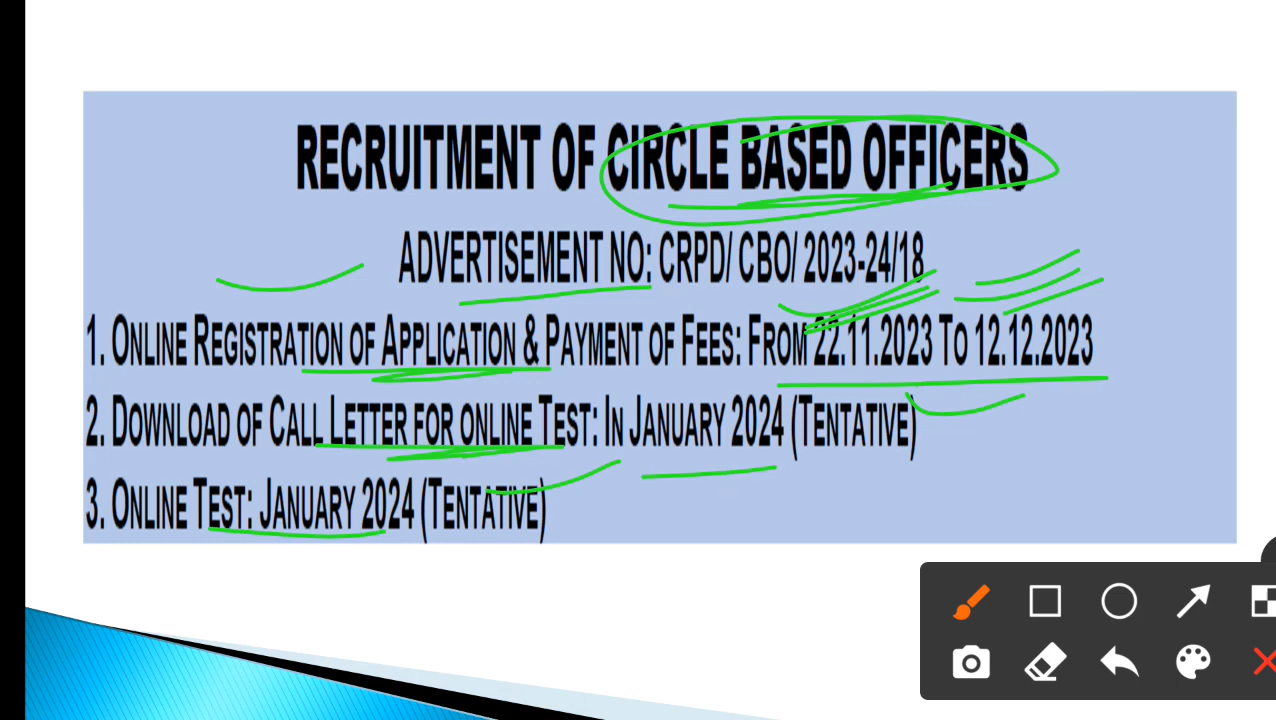 RECRUITMENT OF CIRCLE BASED OFFICERS
ADVERTISEMENT NO: CRPD/ CBO/ 2023-24/18
1. ONLINE REGISTRATION OF APPLICATION & PAYMENT OF FEES: FROM 22.11.2023 TO 12.12.2023
2. DOWNLOAD OF CALL LETTER FOR ONLINE TEST: IN JANUARY 2024 (TENTATIVE)
3. ONLINE TEST: JANUARY 2024 (TENTATIVE)